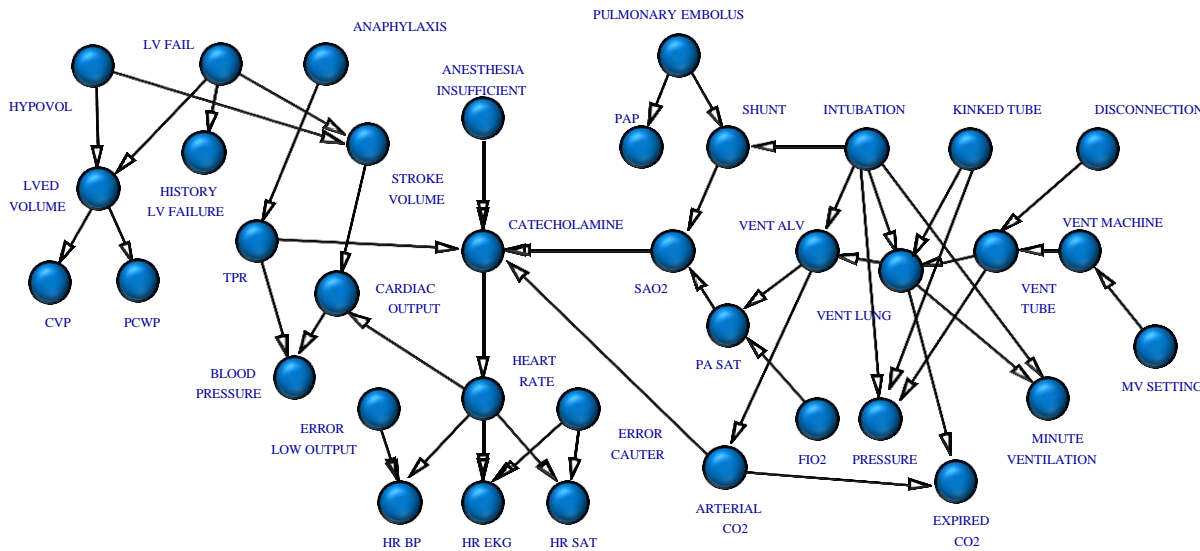 PULMONARY EMBOLUS
ANAPHYLAXIS
LV FAIL
ANESTHESIA
INSUFFICIENT
HYPOVOL
PAP
SHUNT
INTUBATION
KINKED TUBE
DISCONNECTION
LVED
VOLUME
HISTORY
LV FAILURE
STROKE
VOLUME
CATECHOLAMINE
VENT ALV
VENT MACHINE
TPR
CARDIAC
OUTPUT
SAO2
VENT LUNG
VENT
TUBE
CVP
PCWP
BLOOD
PRESSURE
HEART
RATE
PA SAT
MV SETTING
ERROR
LOW OUTPUT
ERROR
CAUTER
FIO2
PRESSURE
MINUTE
VENTILATION
HR BP
HR EKG
HR SAT
ARTERIAL
CO2
EXPIRED
CO2